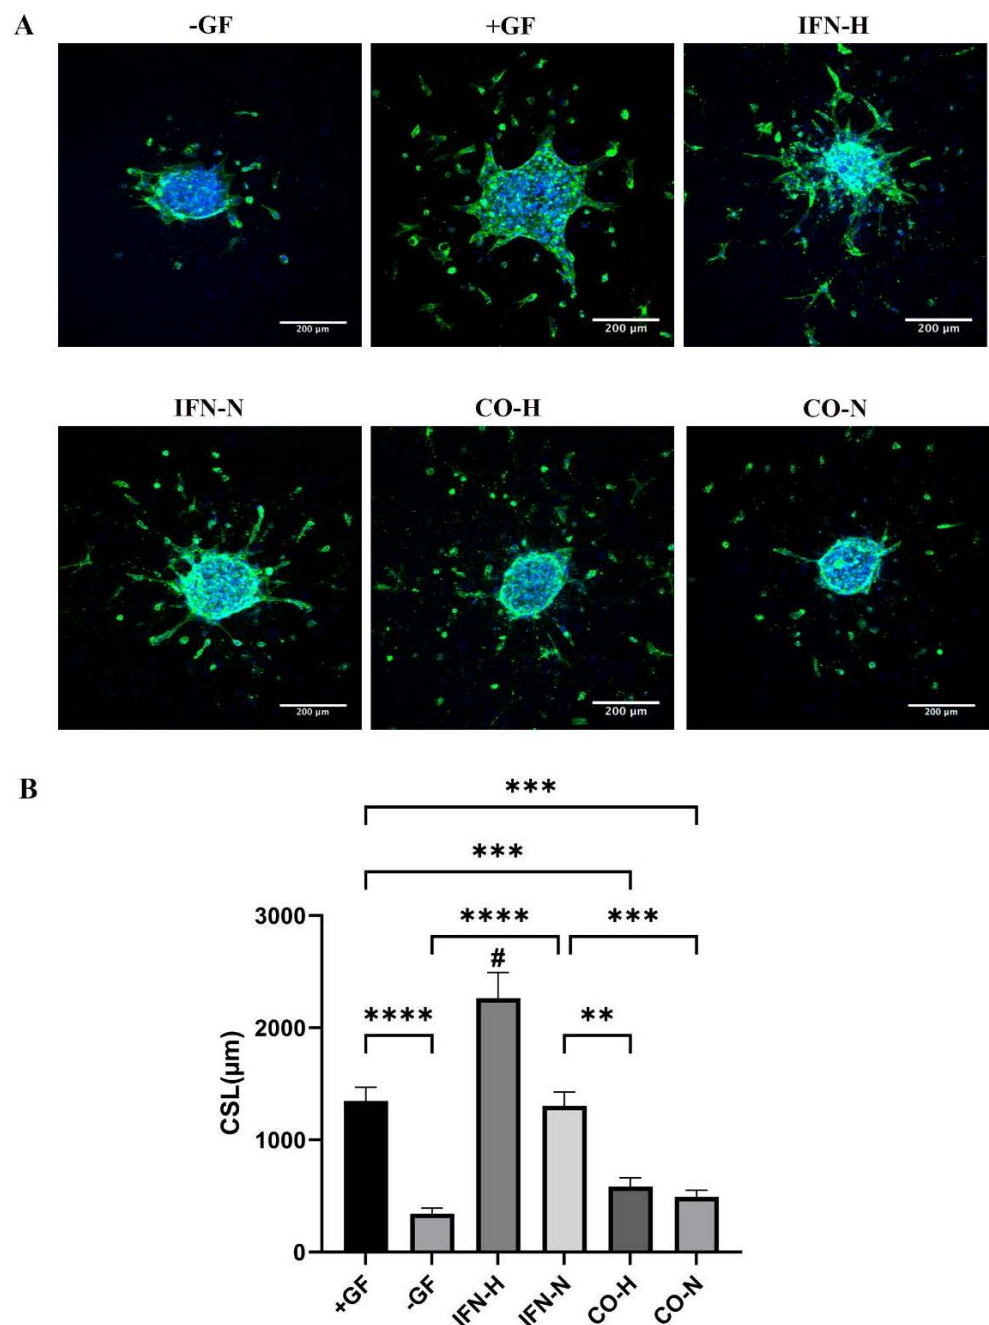 A
-GF
+GF
IFN-H
200 µm
200 µm
200 µm
IFN-N
CO-H
CO-N
200 µm
200 µm
200 µm
B
***
***
****
***
#
****
**
3000
2000
1000
0
CSL(µm)
+GF
-GF
IFN-H
IFN-N
CO-H
CO-N